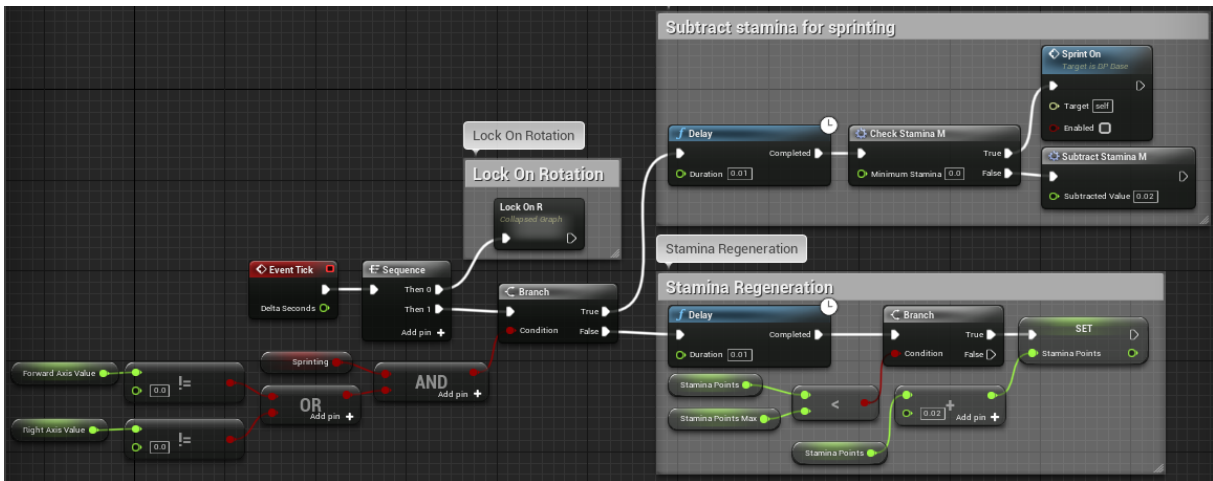 Subtract stamina for sprinting
Sprint On
Target is BP Base
Target self
Enabled
Delay
Completed
Duration 0.01
Check Stamina M
True
Minimum Stamina 0.0 False
Subtract Stamina M
Subtracted Value 0.02
Lock On Rotation
Lock On Rotation
Lock On R
Collapsed Graph
Event Tick
Delta Seconds
Sequence
Then 0
Then 1
Add pin +
Branch
True
Condition False
Forward Axis Value
0.0 !=
Right Axis Value
0.0 !=
Sprinting
OR
Add pin +
AND
Add pin +
Stamina Regeneration
Stamina Regeneration
Delay
Completed
Duration 0.01
Branch
True
Condition False
SET
Stamina Points
Stamina Points
Stamina Points Max
<
+
0.02 Add pin +
Stamina Points